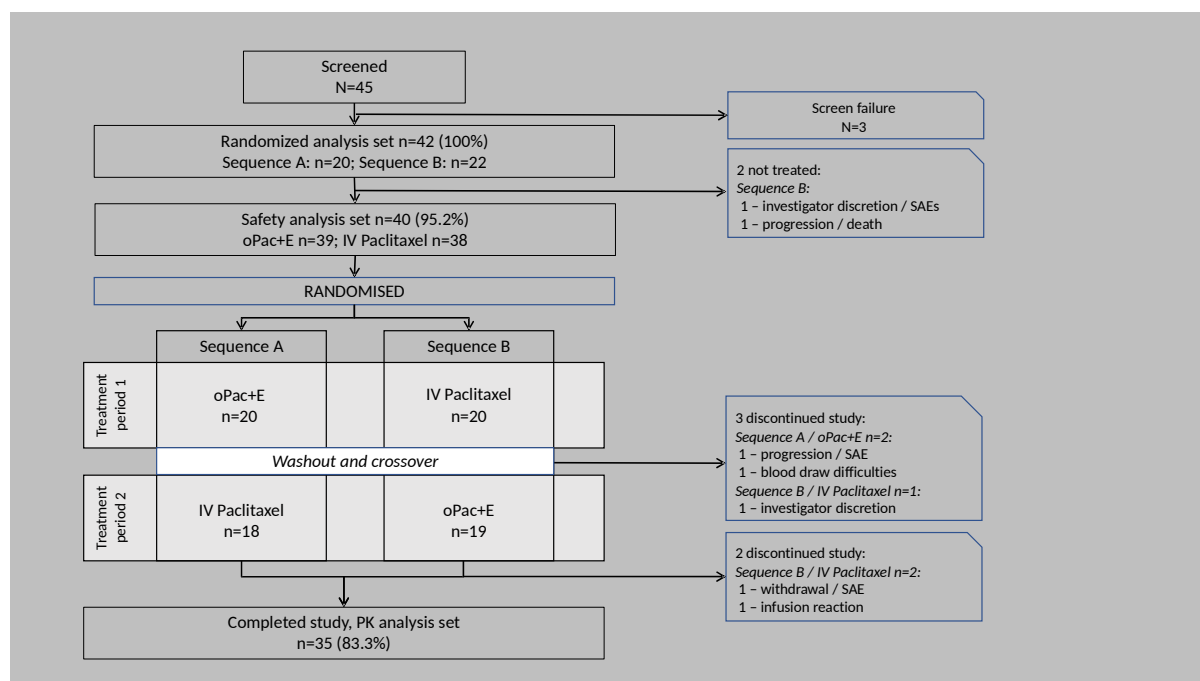 Screened
N=45
Screen failure
N=3
Randomized analysis set n=42 (100%)
Sequence A: n=20; Sequence B: n=22
2 not treated:
Sequence B:
1 – investigator discretion / SAEs
1 – progression / death
Safety analysis set n=40 (95.2%)
oPac+E n=39; IV Paclitaxel n=38
RANDOMISED
Sequence A
Sequence B
Treatment
period 1
oPac+E
n=20
IV Paclitaxel
n=20
Washout and crossover
3 discontinued study:
Sequence A / oPac+E n=2:
1 – progression / SAE
1 – blood draw difficulties
Sequence B / IV Paclitaxel n=1:
1 – investigator discretion
Treatment
period 2
IV Paclitaxel
n=18
oPac+E
n=19
2 discontinued study:
Sequence B / IV Paclitaxel n=2:
1 – withdrawal / SAE
1 – infusion reaction
Completed study, PK analysis set
n=35 (83.3%)